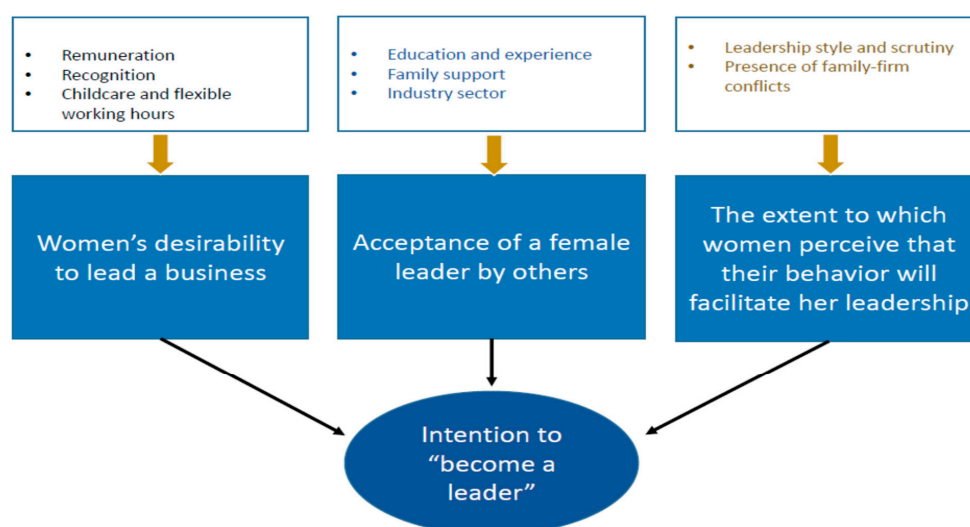 • Remuneration
• Recognition
• Childcare and flexible
working hours
• Education and experience
• Family support
• Industry sector
• Leadership style and scrutiny
• Presence of family-firm
conflicts
Women's desirability
to lead a business
Acceptance of a female
leader by others
The extent to which
women perceive that
their behavior will
facilitate her leadership
Intention to
“become a
leader”